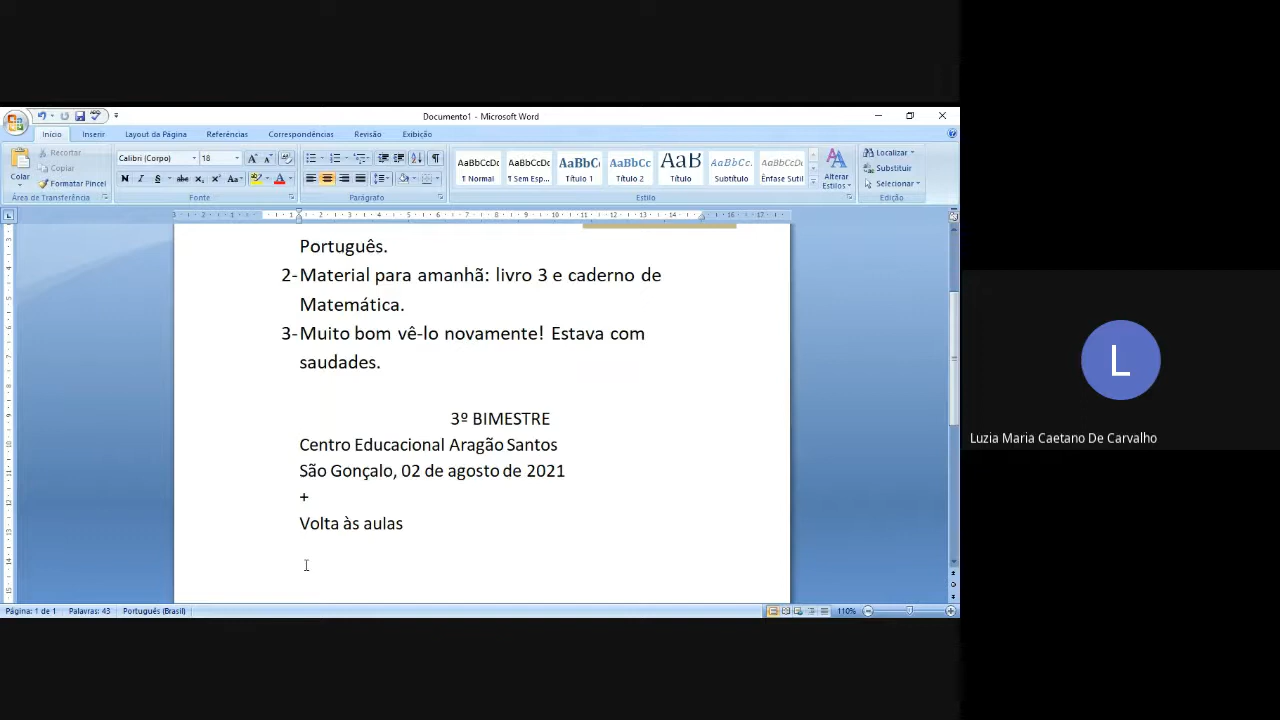 Documento1 - Microsoft Word
Início Inserir Layout da Página Referências Correspondências Revisão Exibição
Colar
Recortar
Copiar
Formatar Pincel
Área de Transferência
Calibri (Corpo) 18
Fonte
Parágrafo
AaBbCcDc AaBbCcDc AaBbC AaBbCc AaB AaBbCc. AaBbCcDc
¶ Normal ¶ Sem Esp... Título 1 Título 2 Título Subtítulo Ênfase Sutil
Alterar Estilos
Estilo
Localizar
Substituir
Selecionar
Edição
Português.
2- Material para amanhã: livro 3 e caderno de
Matemática.
3- Muito bom vê-lo novamente! Estava com
saudades.
3º BIMESTRE
Centro Educacional Aragão Santos
São Gonçalo, 02 de agosto de 2021
+
Volta às aulas
L
Luzia Maria Caetano De Carvalho
Página: 1 de 1 Palavras: 43 Português (Brasil) 110%